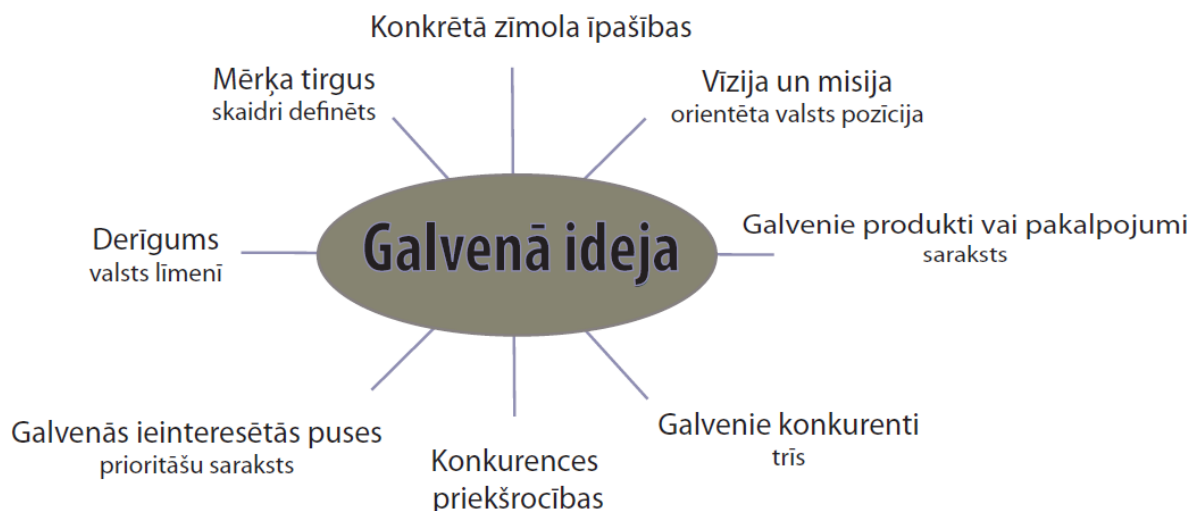 Konkrētā zīmola īpašības
Mērķa tirgus
skaidri definēts
Vīzija un misija
orientēta valsts pozīcija
Derīgums
valsts līmenī
Galvenā ideja
Galvenie produkti vai pakalpojumi
saraksts
Galvenās ieinteresētās puses
prioritāšu saraksts
Konkurences
priekšrocības
Galvenie konkurenti
trīs